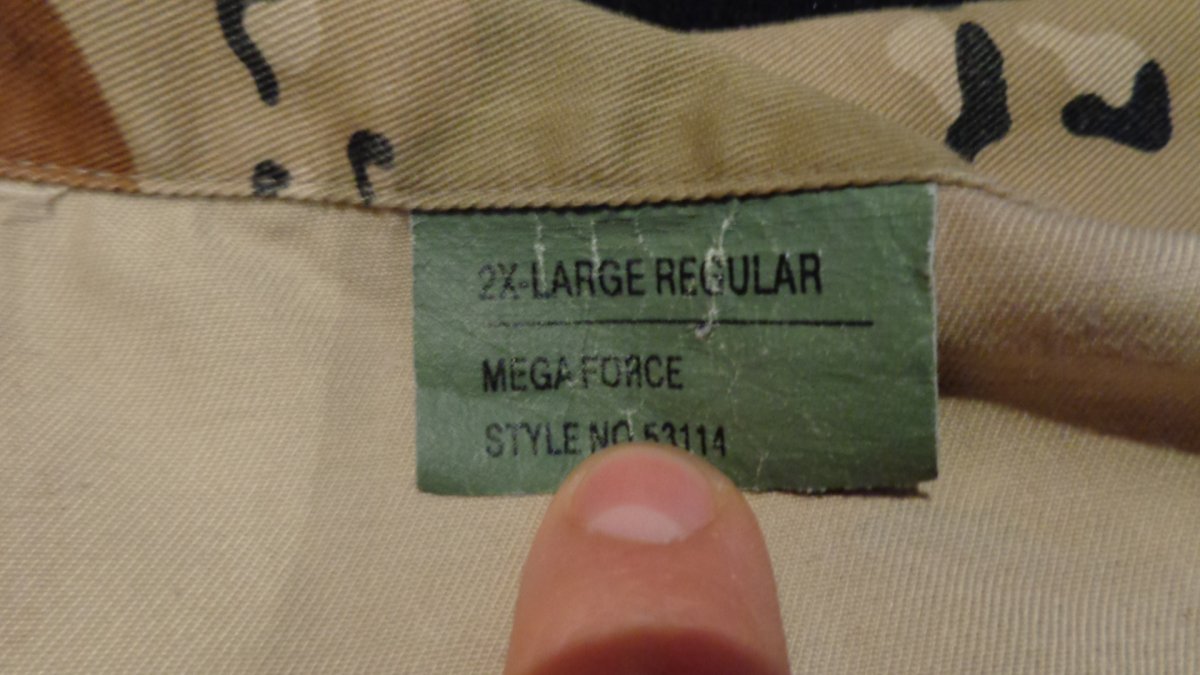 2X-LARGE REGULAR
MEGA FORCE
STYLE NO. 53114